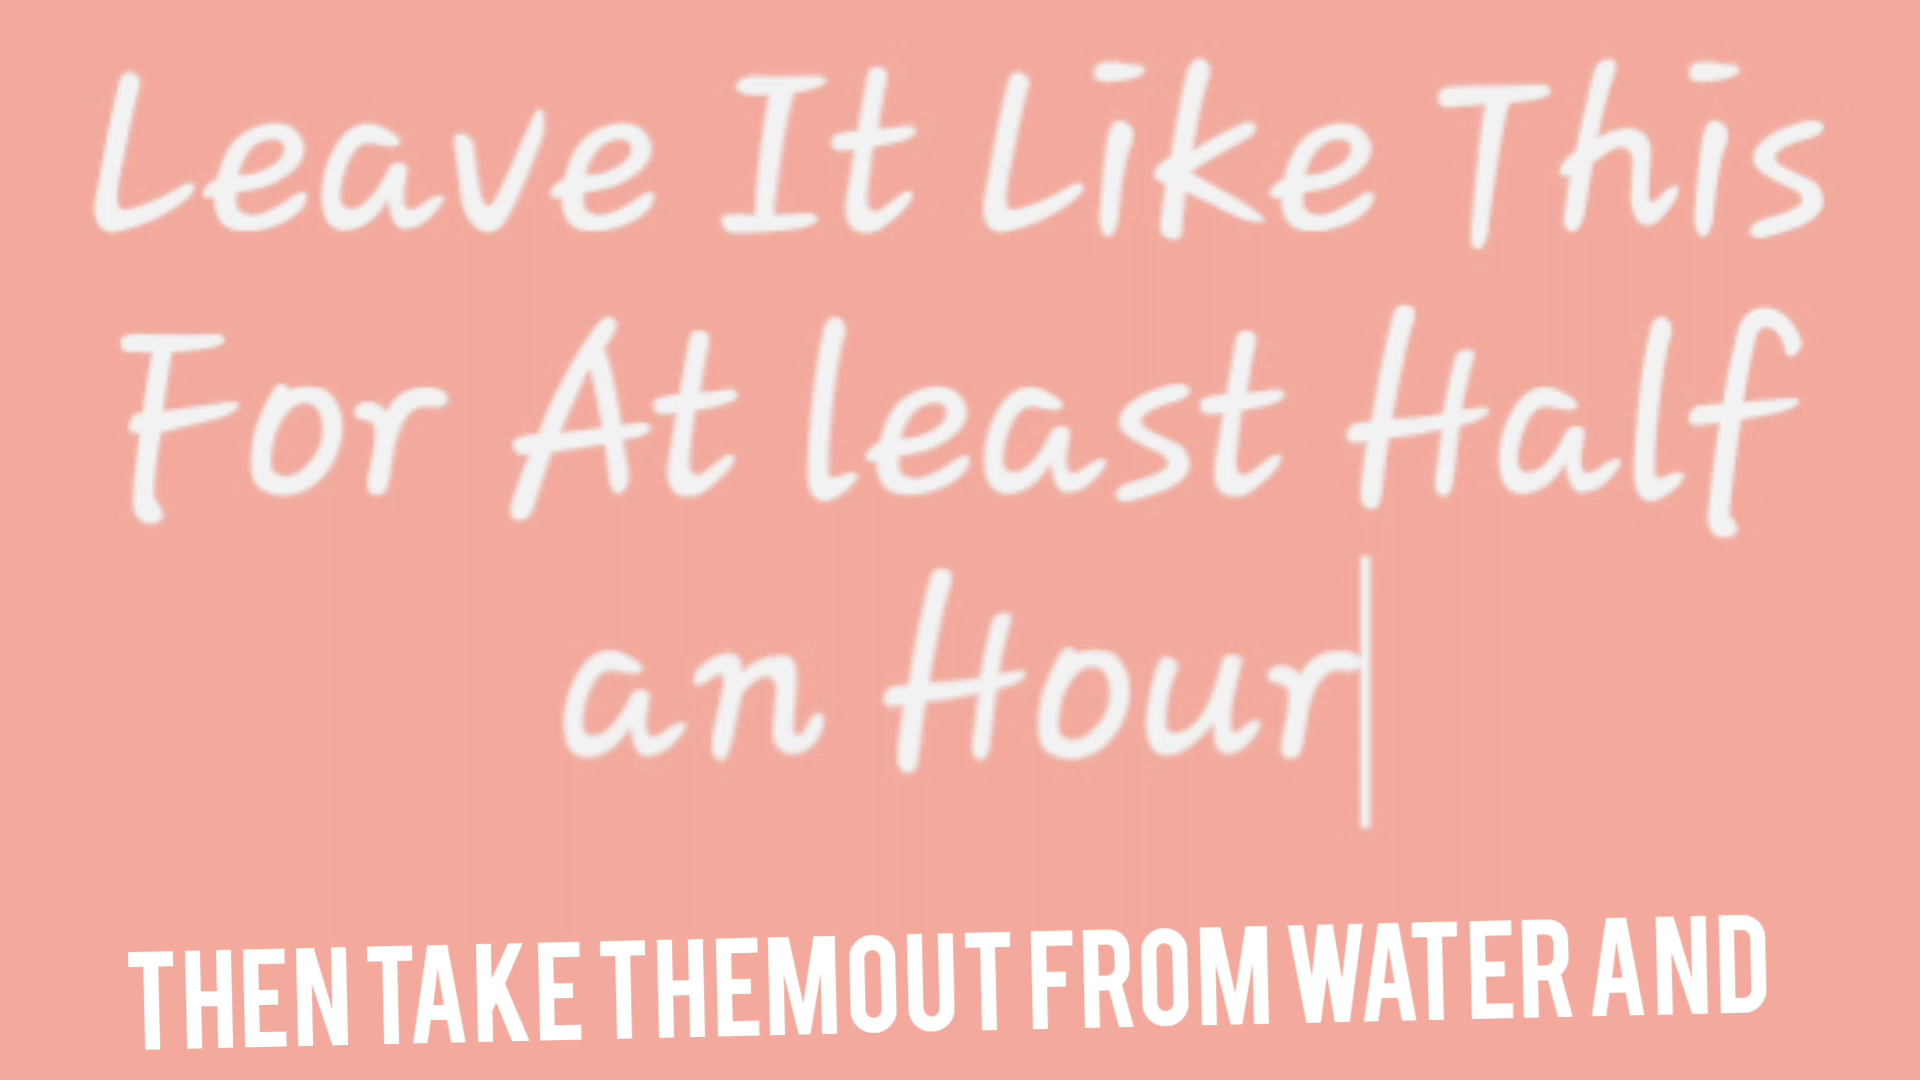 Leave It Like This
For At least Half
an Hour
THEN TAKE THEMOUT FROM WATER AND